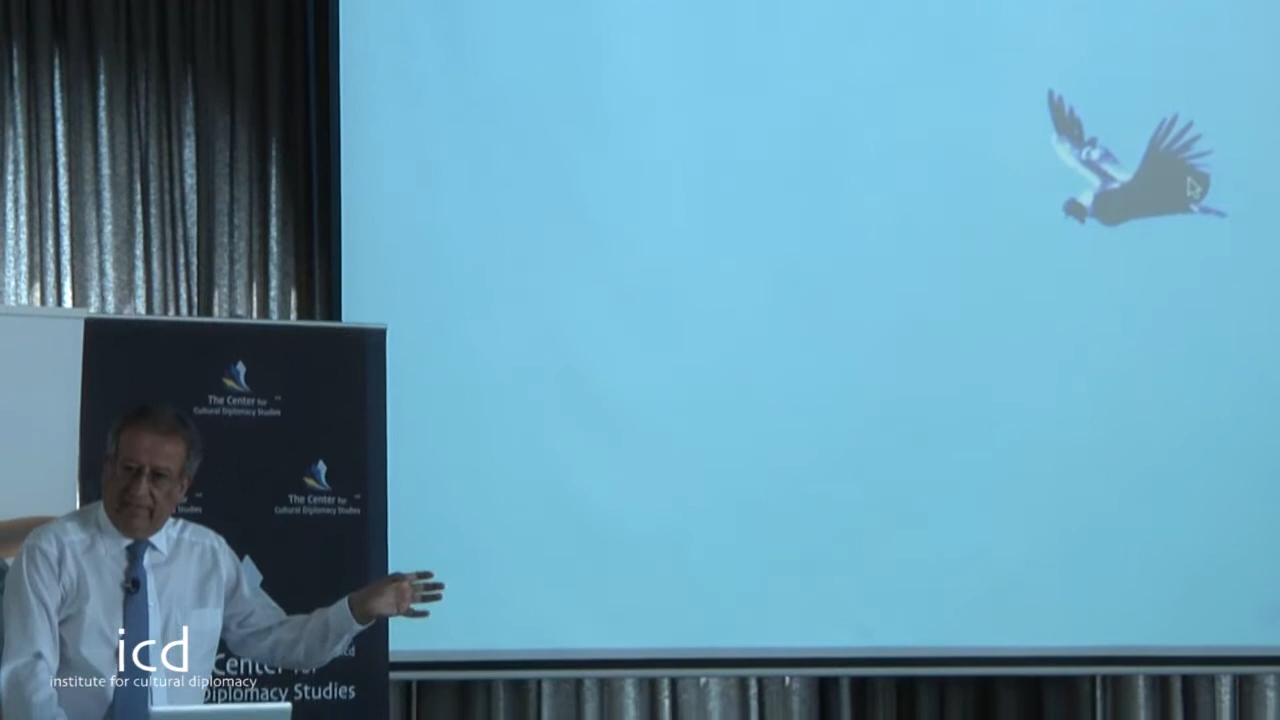 The Center for
Cultural Diplomacy Studies
The Center for
Cultural Diplomacy Studies
Studies
icd
institute for cultural diplomacy
Center for
Diplomacy Studies